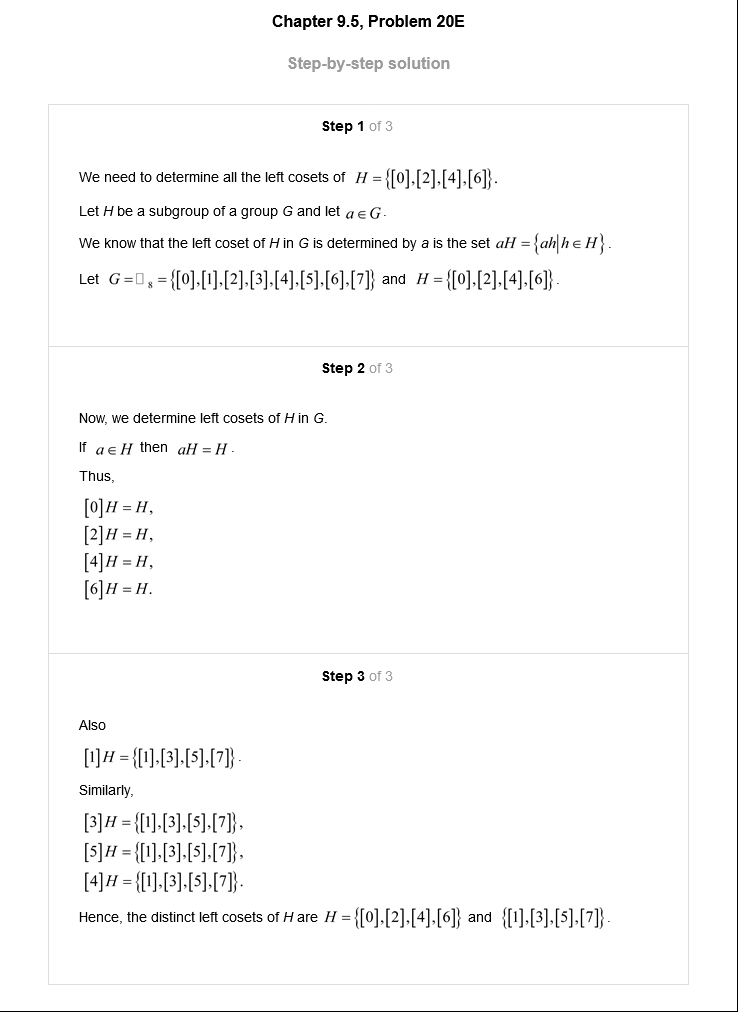 Chapter 9.5, Problem 20E
Step-by-step solution
Step 1 of 3
We need to determine all the left cosets of H = {[0],[2],[4],[6]}.
Let H be a subgroup of a group G and let a ∈ G.
We know that the left coset of H in G is determined by a is the set aH = {ah|h ∈ H}.
Let G = □₈ = {[0],[1],[2],[3],[4],[5],[6],[7]} and H = {[0],[2],[4],[6]}.
Step 2 of 3
Now, we determine left cosets of H in G.
If a ∈ H then aH = H.
Thus,
[0]H = H,
[2]H = H,
[4]H = H,
[6]H = H.
Step 3 of 3
Also
[1]H = {[1],[3],[5],[7]}.
Similarly,
[3]H = {[1],[3],[5],[7]},
[5]H = {[1],[3],[5],[7]},
[4]H = {[1],[3],[5],[7]}.
Hence, the distinct left cosets of H are H = {[0],[2],[4],[6]} and {[1],[3],[5],[7]}.